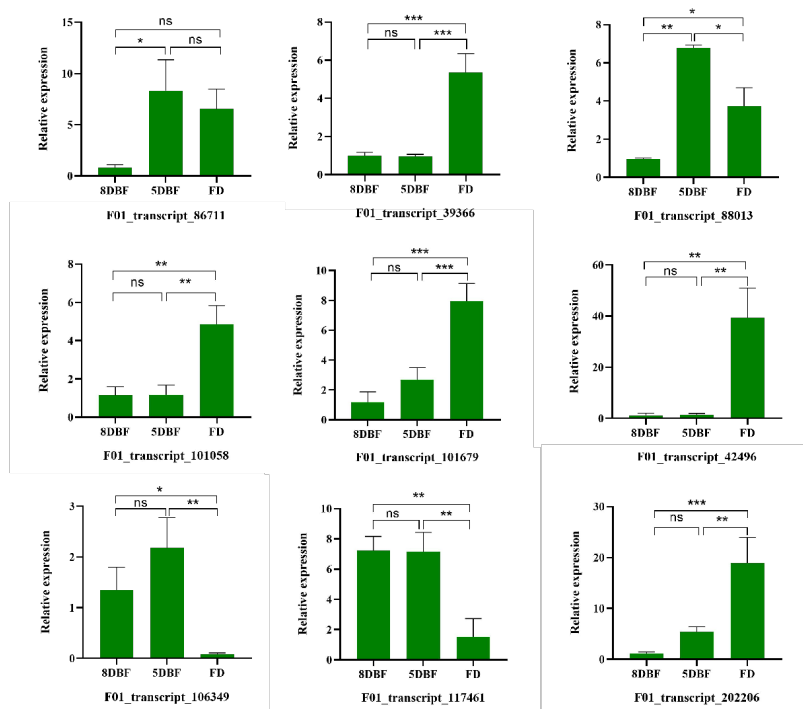 ns
* ns
Relative expression
15
10
5
0
8DBF 5DBF FD
F01_transcript_86711
***
ns ***
Relative expression
8
6
4
2
0
8DBF 5DBF FD
F01_transcript_39366
*
** *
Relative expression
8
6
4
2
0
8DBF 5DBF FD
F01_transcript_88013
**
ns **
Relative expression
8
6
4
2
0
8DBF 5DBF FD
F01_transcript_101058
***
ns ***
Relative expression
10
8
6
4
2
0
8DBF 5DBF FD
F01_transcript_101679
**
ns **
Relative expression
60
40
20
0
8DBF 5DBF FD
F01_transcript_42496
*
ns **
Relative expression
3
2
1
0
8DBF 5DBF FD
F01_transcript_106349
**
ns **
Relative expression
10
8
6
4
2
0
8DBF 5DBF FD
F01_transcript_117461
***
ns **
Relative expression
30
20
10
0
8DBF 5DBF FD
F01_transcript_202206